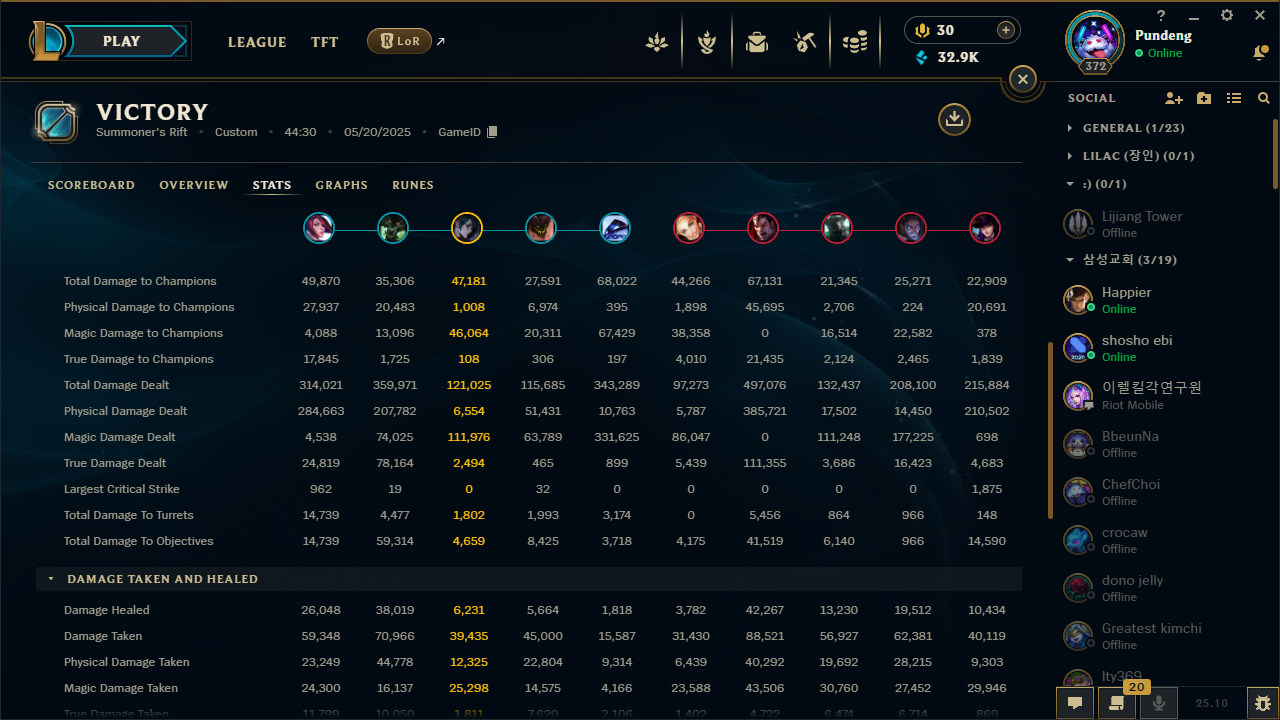 PLAY
LEAGUE TFT LoR
30
32.9K
?
Pundeng
Online
372
VICTORY
Summoner's Rift • Custom • 44:30 • 05/20/2025 • GameID
SCOREBOARD OVERVIEW STATS GRAPHS RUNES
Total Damage to Champions 49,870 35,306 47,181 27,591 68,022 44,266 67,131 21,345 25,271 22,909
Physical Damage to Champions 27,937 20,483 1,008 6,974 395 1,898 45,695 2,706 224 20,691
Magic Damage to Champions 4,088 13,096 46,064 20,311 67,429 38,358 0 16,514 22,582 378
True Damage to Champions 17,845 1,725 108 306 197 4,010 21,435 2,124 2,465 1,839
Total Damage Dealt 314,021 359,971 121,025 115,685 343,289 97,273 497,076 132,437 208,100 215,884
Physical Damage Dealt 284,663 207,782 6,554 51,431 10,763 5,787 385,721 17,502 14,450 210,502
Magic Damage Dealt 4,538 74,025 111,976 63,789 331,625 86,047 0 111,248 177,225 698
True Damage Dealt 24,819 78,164 2,494 465 899 5,439 111,355 3,686 16,423 4,683
Largest Critical Strike 962 19 0 32 0 0 0 0 0 1,875
Total Damage To Turrets 14,739 4,477 1,802 1,993 3,174 0 5,456 864 966 148
Total Damage To Objectives 14,739 59,314 4,659 8,425 3,718 4,175 41,519 6,140 966 14,590
DAMAGE TAKEN AND HEALED
Damage Healed 26,048 38,019 6,231 5,664 1,818 3,782 42,267 13,230 19,512 10,434
Damage Taken 59,348 70,966 39,435 45,000 15,587 31,430 88,521 56,927 62,381 40,119
Physical Damage Taken 23,249 44,778 12,325 22,804 9,314 6,439 40,292 19,692 28,215 9,303
Magic Damage Taken 24,300 16,137 25,298 14,575 4,166 23,588 43,506 30,760 27,452 29,946
True Damage Taken 11,799 10,050 1,811 7,620 2,106 1,402 4,722 6,474 6,714 869
SOCIAL
GENERAL (1/23)
LILAC (장인) (0/1)
:) (0/1)
Lijiang Tower
Offline
삼성교회 (3/19)
Happier
Online
shosho ebi
Online
2020
이렐킬각연구원
Riot Mobile
BbeunNa
Offline
ChefChoi
Offline
crocaw
Offline
dono jelly
Offline
Greatest kimchi
Offline
lty369
20
25.10